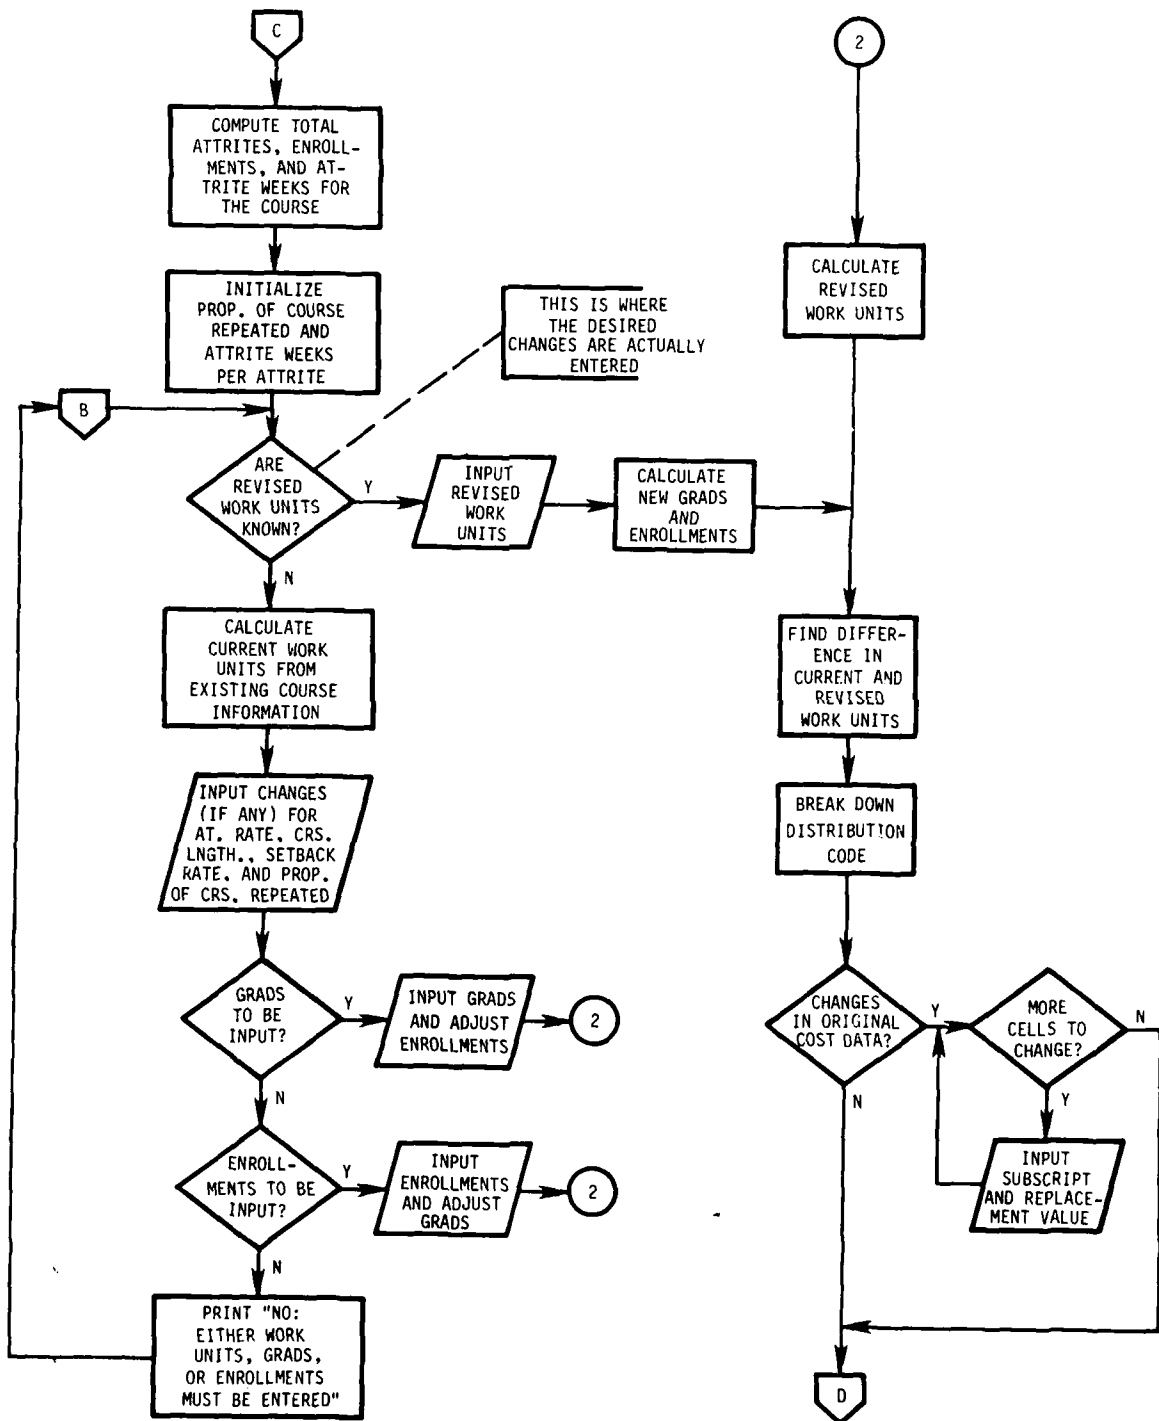 C
COMPUTE TOTAL
ATTRITES, ENROLL-
MENTS, AND AT-
TRITE WEEKS FOR
THE COURSE
INITIALIZE
PROP. OF COURSE
REPEATED AND
ATTRITE WEEKS
PER ATTRITE
THIS IS WHERE
THE DESIRED
CHANGES ARE ACTUALLY
ENTERED
B
ARE
REVISED
WORK UNITS
KNOWN?
Y
INPUT
REVISED
WORK
UNITS
CALCULATE
NEW GRADS
AND
ENROLLMENTS
N
CALCULATE
CURRENT WORK
UNITS FROM
EXISTING COURSE
INFORMATION
INPUT CHANGES
(IF ANY) FOR
AT. RATE. CRS.
LNGTH., SETBACK
RATE. AND PROP.
OF CRS. REPEATED
GRADS
TO BE
INPUT?
Y
INPUT GRADS
AND ADJUST
ENROLLMENTS
2
N
ENROLL-
MENTS TO BE
INPUT?
Y
INPUT
ENROLLMENTS
AND ADJUST
GRADS
2
N
PRINT "NO:
EITHER WORK
UNITS, GRADS,
OR ENROLLMENTS
MUST BE ENTERED"
2
CALCULATE
REVISED
WORK UNITS
FIND DIFFER-
ENCE IN
CURRENT AND
REVISED
WORK UNITS
BREAK DOWN
DISTRIBUTION
CODE
CHANGES
IN ORIGINAL
COST DATA?
Y
MORE
CELLS TO
CHANGE?
N
N
Y
INPUT
SUBSCRIPT
AND REPLACE-
MENT VALUE
D